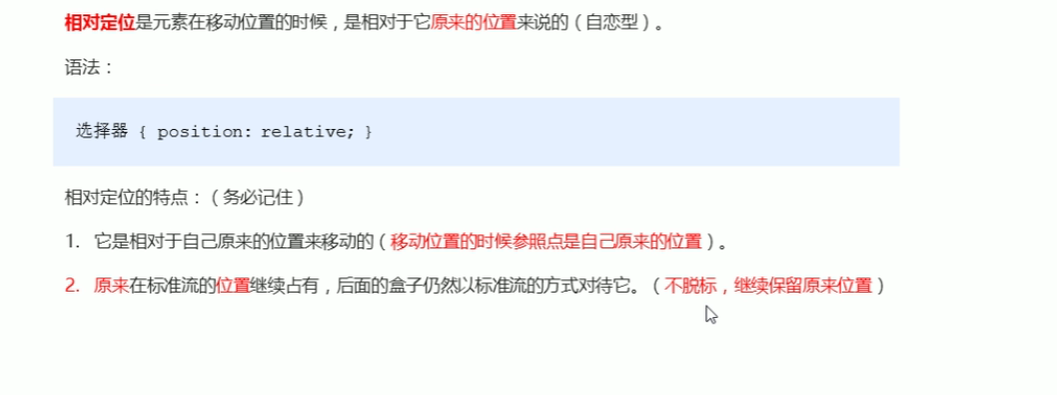 相对定位是元素在移动位置的时候，是相对于它原来的位置来说的（自恋型）。
语法：
选择器 { position: relative; }
相对定位的特点：（务必记住）
1. 它是相对于自己原来的位置来移动的（移动位置的时候参照点是自己原来的位置）。
2. 原来在标准流的位置继续占有，后面的盒子仍然以标准流的方式对待它。（不脱标，继续保留原来位置）